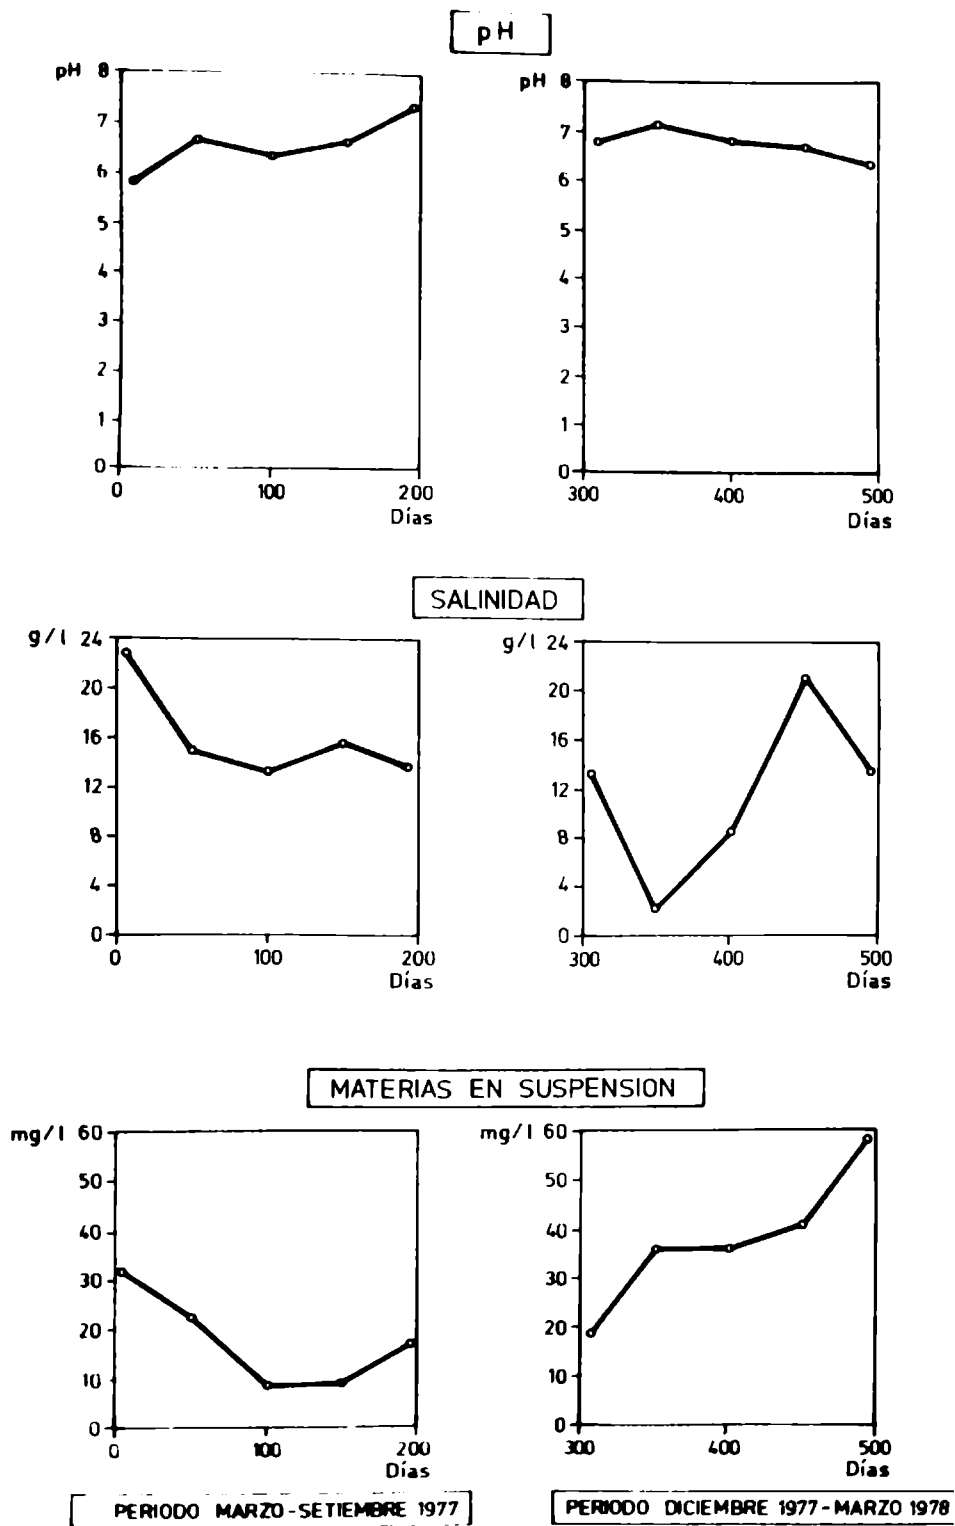 pH
pH 8
7
6
5
4
3
2
1
0
0 100 200
Días
pH 8
7
6
5
4
3
2
1
0
300 400 500
Días
SALINIDAD
g/l 24
20
16
12
8
4
0
0 100 200
Días
g/l 24
20
16
12
8
4
0
300 400 500
Días
MATERIAS EN SUSPENSION
mg/l 60
50
40
30
20
10
0
0 100 200
Días
mg/l 60
50
40
30
20
10
0
300 400 500
Días
PERIODO MARZO-SETIEMBRE 1977
PERIODO DICIEMBRE 1977-MARZO 1978